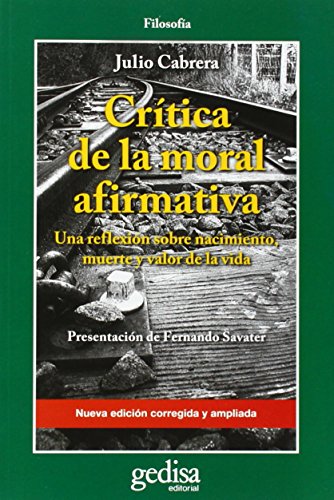 Filosofía
Julio Cabrera
Crítica
de la moral
afirmativa
Una reflexión sobre nacimiento,
muerte y valor de la vida
Presentación de Fernando Savater
Nueva edición corregida y ampliada
gedisa
editorial